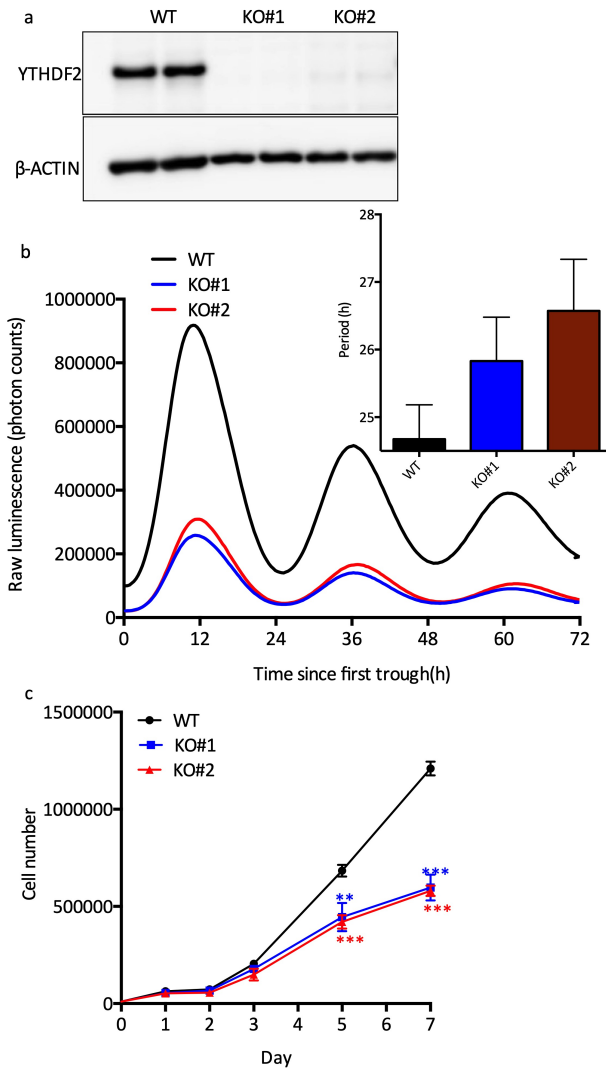 a
WT KO#1 KO#2
YTHDF2
β-ACTIN
b
WT
KO#1
KO#2
Raw luminescence (photon counts)
1000000
800000
600000
400000
200000
0
0 12 24 36 48 60 72
Time since first trough(h)
Period (h)
28
27
26
25
WT KO#1 KO#2
c
WT
KO#1
KO#2
Cell number
1500000
1000000
500000
0
**
***
***
***
0 1 2 3 4 5 6 7
Day